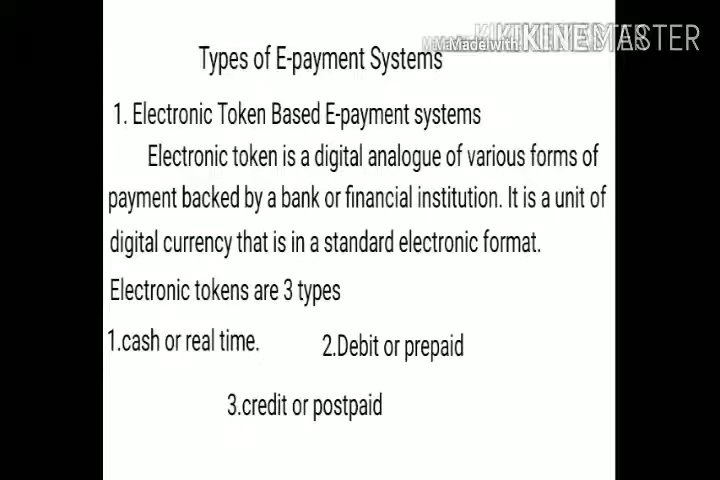 Types of E-payment Systems
Made with KINEMASTER
1. Electronic Token Based E-payment systems
Electronic token is a digital analogue of various forms of
payment backed by a bank or financial institution. It is a unit of
digital currency that is in a standard electronic format.
Electronic tokens are 3 types
1.cash or real time. 2.Debit or prepaid
3.credit or postpaid